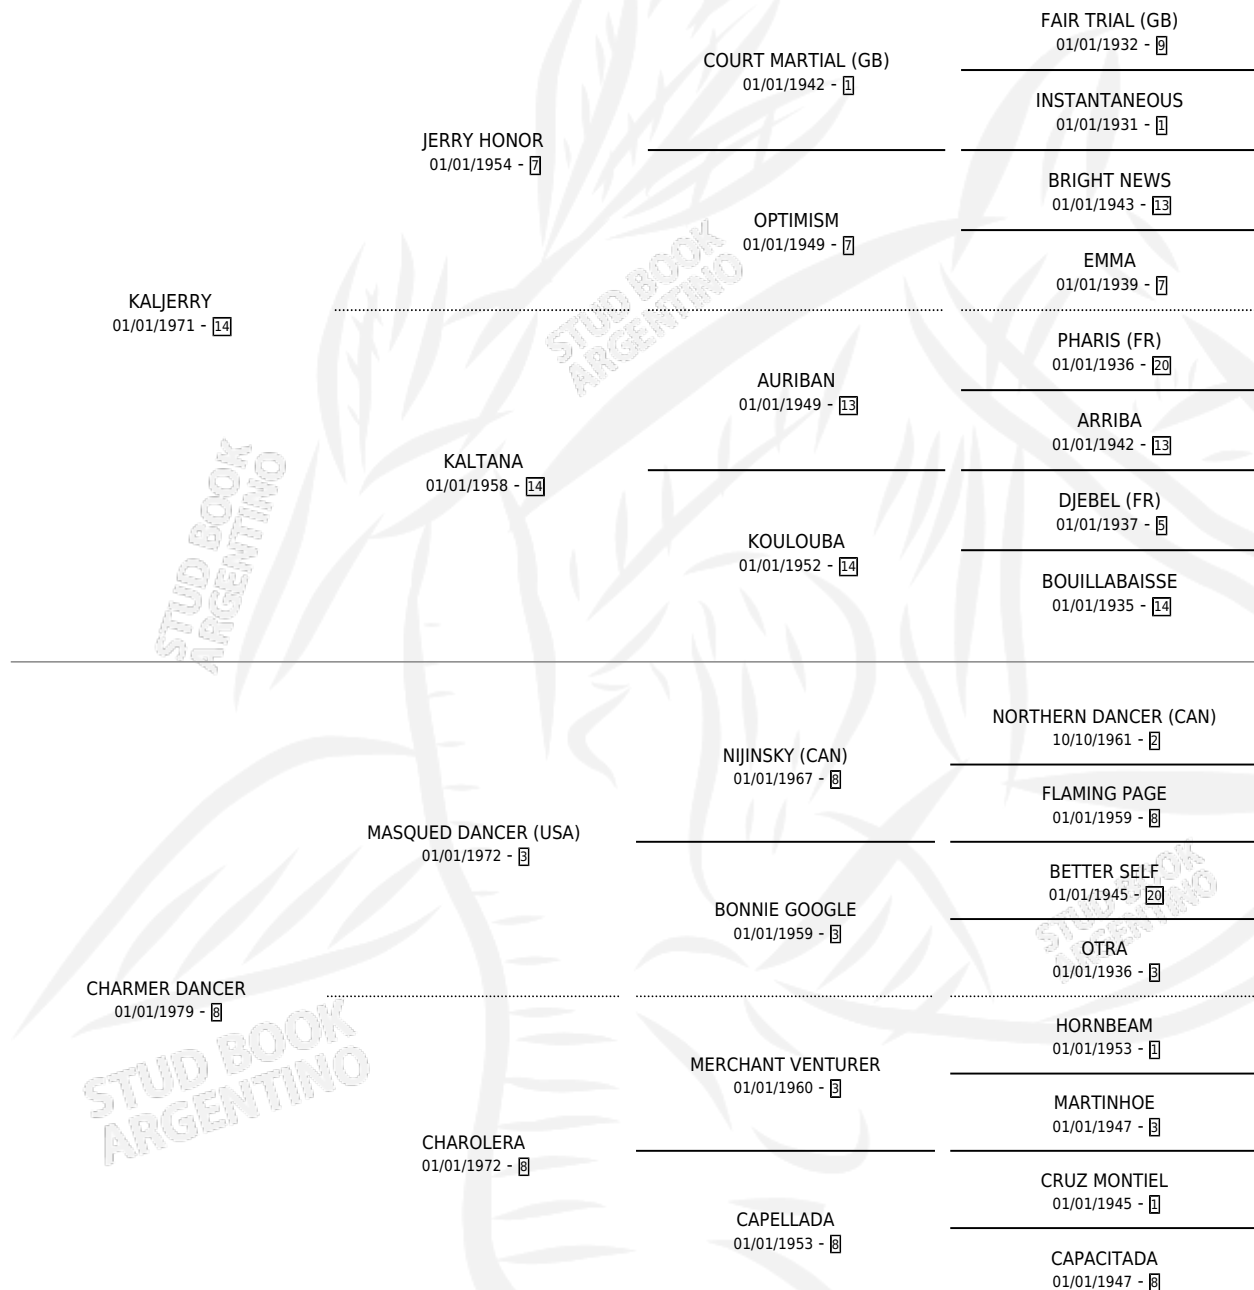 FAIR TRIAL (GB)
01/01/1932 - 9
COURT MARTIAL (GB)
01/01/1942 - 1
INSTANTANEOUS
01/01/1931 - 1
JERRY HONOR
01/01/1954 - 7
BRIGHT NEWS
01/01/1943 - 13
OPTIMISM
01/01/1949 - 7
EMMA
01/01/1939 - 7
KALJERRY
01/01/1971 - 14
PHARIS (FR)
01/01/1936 - 20
AURIBAN
01/01/1949 - 13
ARRIBA
01/01/1942 - 13
KALTANA
01/01/1958 - 14
DJEBEL (FR)
01/01/1937 - 5
KOULOUBA
01/01/1952 - 14
BOUILLABAISSE
01/01/1935 - 14
NORTHERN DANCER (CAN)
10/10/1961 - 2
NIJINSKY (CAN)
01/01/1967 - 8
FLAMING PAGE
01/01/1959 - 8
MASQUED DANCER (USA)
01/01/1972 - 3
BETTER SELF
01/01/1945 - 20
BONNIE GOOGLE
01/01/1959 - 3
OTRA
01/01/1936 - 3
CHARMER DANCER
01/01/1979 - 8
HORNBEAM
01/01/1953 - 1
MERCHANT VENTURER
01/01/1960 - 3
MARTINHOE
01/01/1947 - 3
CHAROLERA
01/01/1972 - 8
CRUZ MONTIEL
01/01/1945 - 1
CAPELLADA
01/01/1953 - 8
CAPACITADA
01/01/1947 - 8
STUD BOOK
ARGENTINO
STUD BOOK
ARGENTINO
STUD BOOK
ARGENTINO
STUD BOOK
ARGENTINO